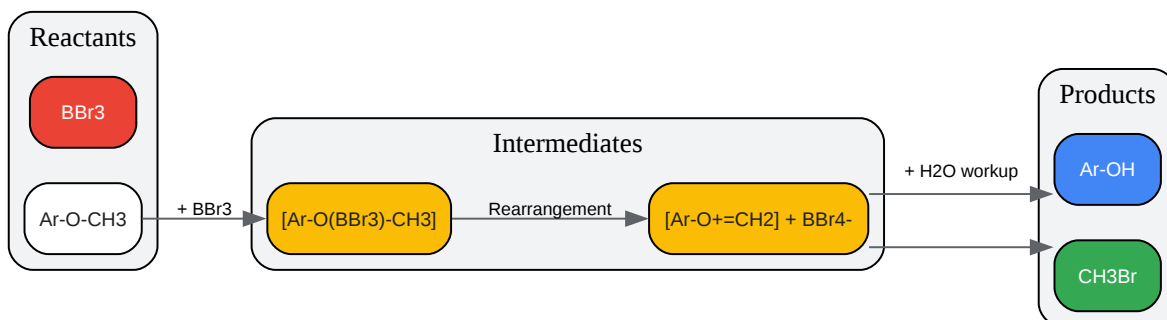 Reactants
BBr3
Ar-O-CH3
+ BBr3
Intermediates
[Ar-O(BBr3)-CH3]
Rearrangement
[Ar-O+=CH2] + BBr4-
+ H2O workup
Products
Ar-OH
CH3Br